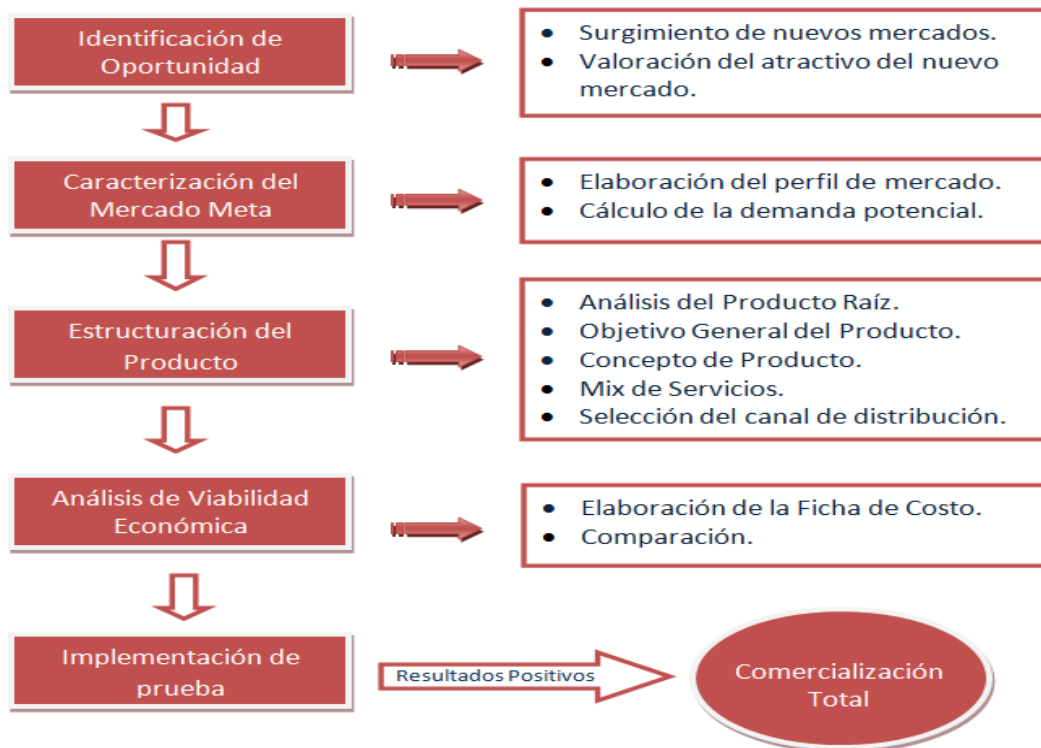 Identificación de
Oportunidad
• Surgimiento de nuevos mercados.
• Valoración del atractivo del nuevo
mercado.
Caracterización del
Mercado Meta
• Elaboración del perfil de mercado.
• Cálculo de la demanda potencial.
Estructuración del
Producto
• Análisis del Producto Raíz.
• Objetivo General del Producto.
• Concepto de Producto.
• Mix de Servicios.
• Selección del canal de distribución.
Análisis de Viabilidad
Económica
• Elaboración de la Ficha de Costo.
• Comparación.
Implementación de
prueba
Resultados Positivos
Comercialización
Total